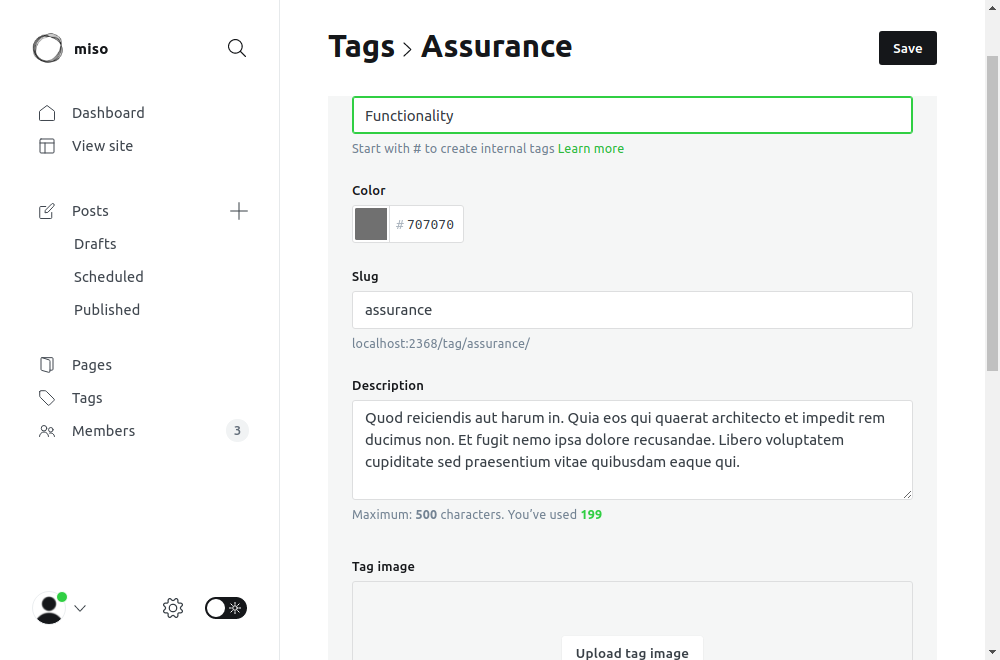 miso
Dashboard
View site
Posts
Drafts
Scheduled
Published
Pages
Tags
Members 3
Tags > Assurance
Save
Functionality
Start with # to create internal tags Learn more
Color
# 707070
Slug
assurance
localhost:2368/tag/assurance/
Description
Quod reiciendis aut harum in. Quia eos qui quaerat architecto et impedit rem
ducimus non. Et fugit nemo ipsa dolore recusandae. Libero voluptatem
cupiditate sed praesentium vitae quibusdam eaque qui.
Maximum: 500 characters. You’ve used 199
Tag image
Upload tag image